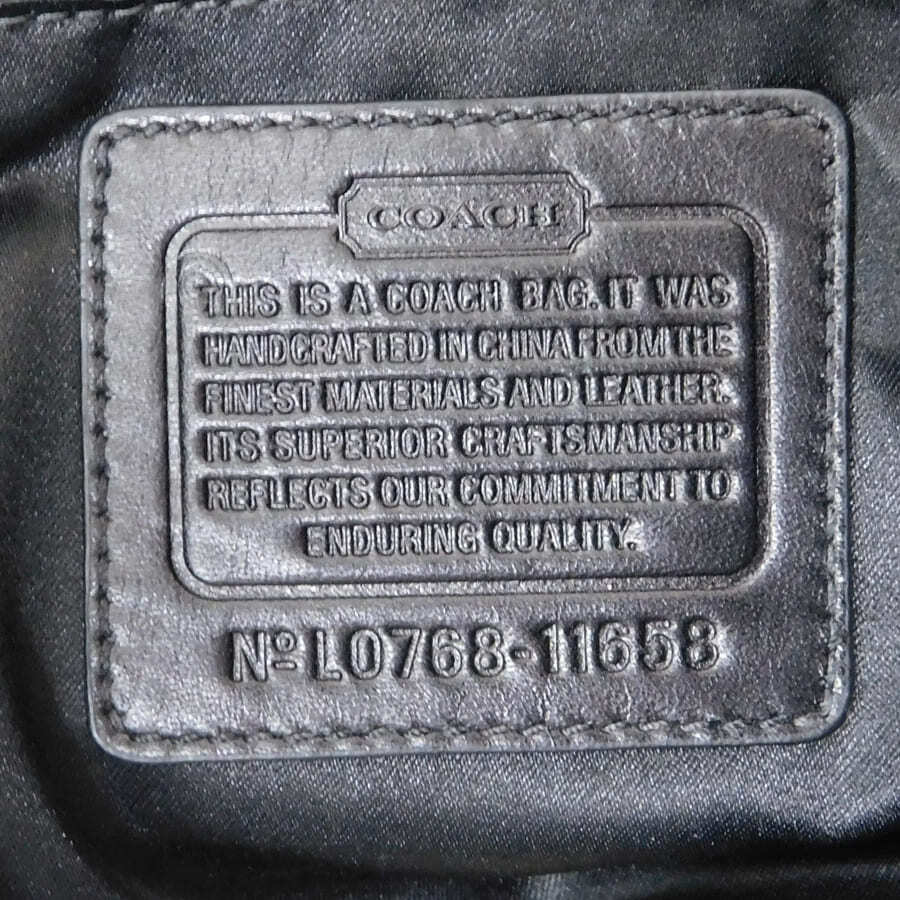 COACH
THIS IS A COACH BAG. IT WAS
HANDCRAFTED IN CHINA FROM THE
FINEST MATERIALS AND LEATHER.
ITS SUPERIOR CRAFTSMANSHIP
REFLECTS OUR COMMITMENT TO
ENDURING QUALITY.
Nº L0768-11653